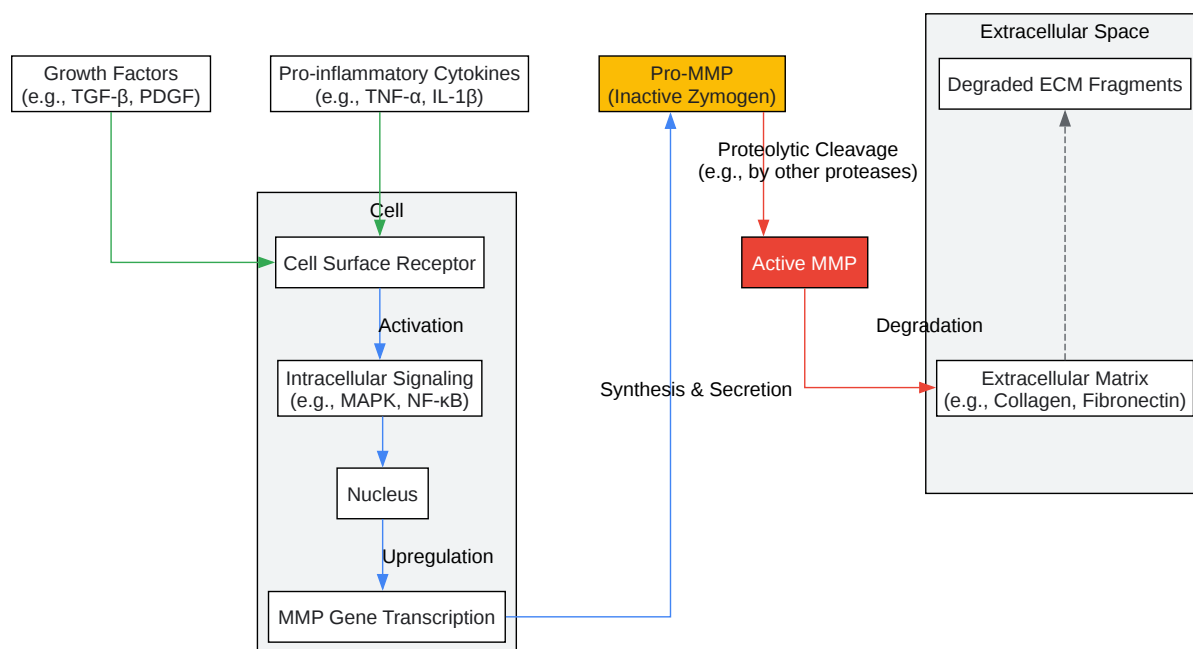 Growth Factors
(e.g., TGF-β, PDGF)
Pro-inflammatory Cytokines
(e.g., TNF-α, IL-1β)
Pro-MMP
(Inactive Zymogen)
Extracellular Space
Degraded ECM Fragments
Proteolytic Cleavage
(e.g., by other proteases)
Cell
Cell Surface Receptor
Active MMP
Activation
Degradation
Intracellular Signaling
(e.g., MAPK, NF-κB)
Synthesis & Secretion
Extracellular Matrix
(e.g., Collagen, Fibronectin)
Nucleus
Upregulation
MMP Gene Transcription